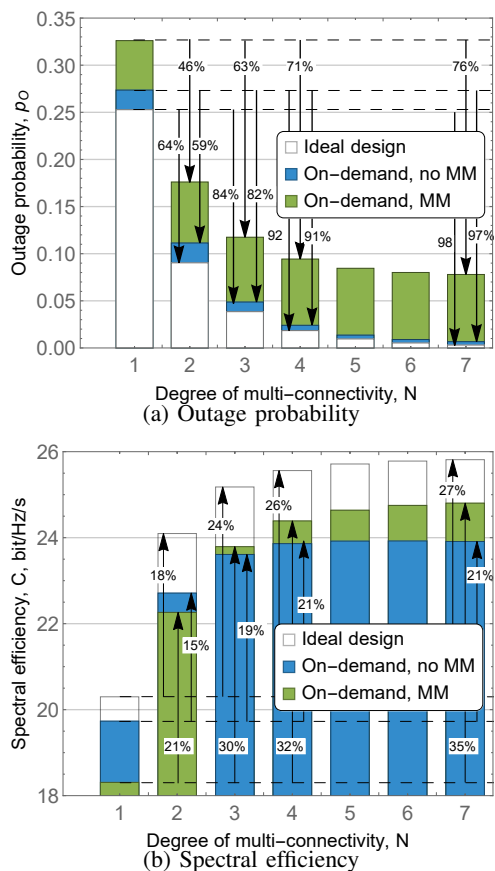 0.35
0.30
0.25
0.20
0.15
0.10
0.05
0.00
Outage probability, pO
46%
63%
71%
76%
64%
59%
84%
82%
92
91%
98
97%
Ideal design
On-demand, no MM
On-demand, MM
1 2 3 4 5 6 7
Degree of multi-connectivity, N
(a) Outage probability
26
24
22
20
18
Spectral efficiency, C, bit/Hz/s
18%
15%
21%
24%
19%
30%
26%
21%
32%
27%
21%
35%
Ideal design
On-demand, no MM
On-demand, MM
1 2 3 4 5 6 7
Degree of multi-connectivity, N
(b) Spectral efficiency